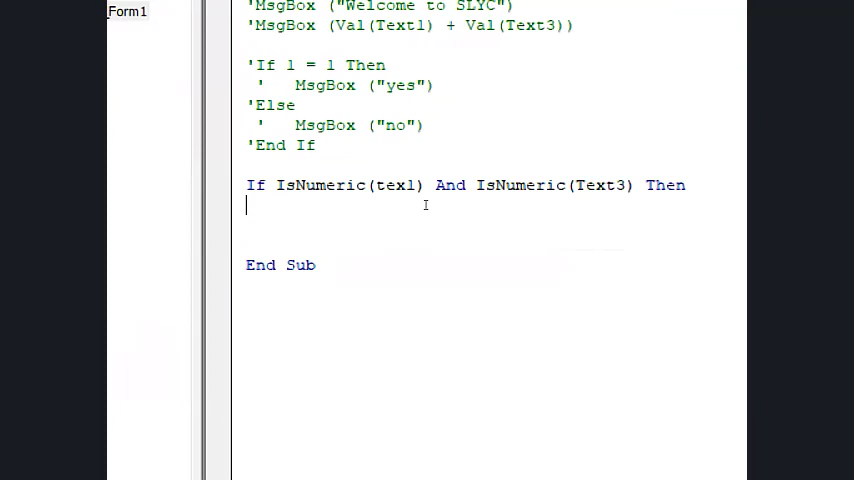 Form1
'MsgBox ("Welcome to SLYC")
'MsgBox (Val(Text1) + Val(Text3))
'If 1 = 1 Then
'   MsgBox ("yes")
'Else
'   MsgBox ("no")
'End If
If IsNumeric(tex1) And IsNumeric(Text3) Then
End Sub